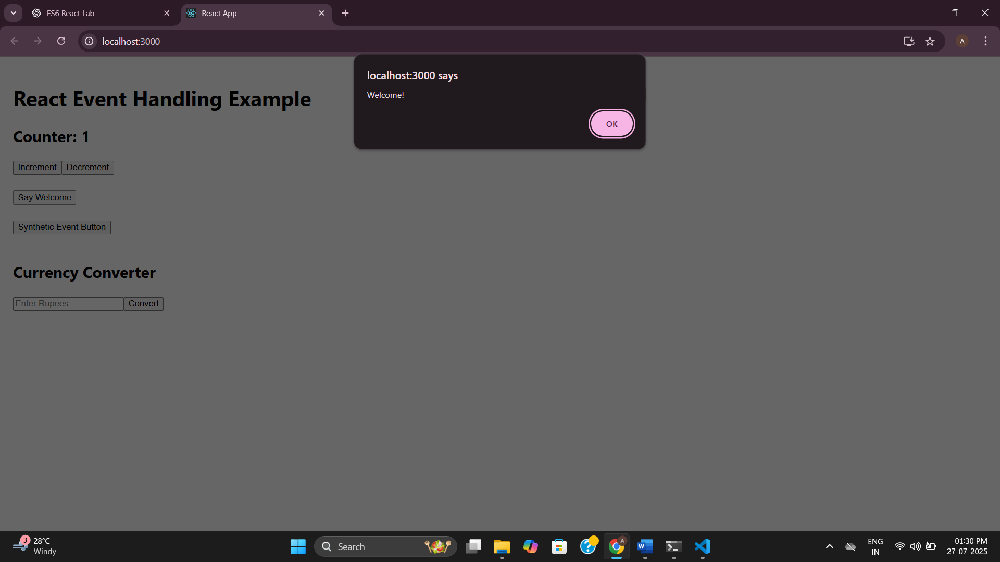 ES6 React Lab
React App
localhost:3000
A
localhost:3000 says
Welcome!
OK
React Event Handling Example
Counter: 1
Increment Decrement
Say Welcome
Synthetic Event Button
Currency Converter
Enter Rupees Convert
3
28°C
Windy
Search
A
ENG
IN
01:30 PM
27-07-2025